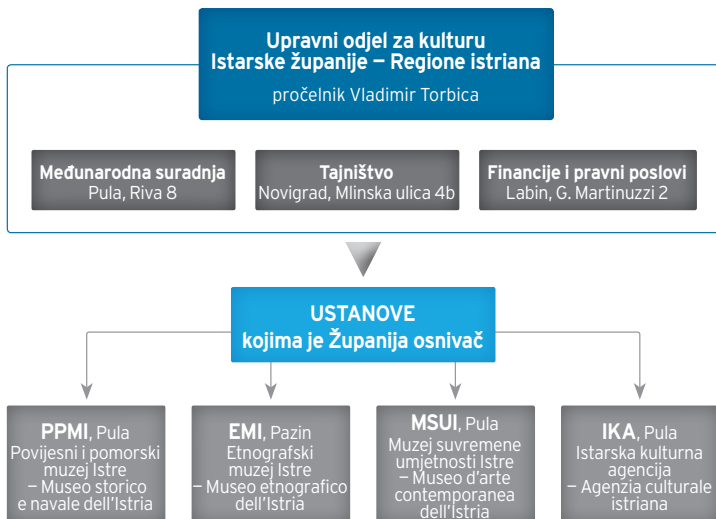 Upravni odjel za kulturu
Istarske županije – Regione istriana
pročelnik Vladimir Torbica
Međunarodna suradnja
Pula, Riva 8
Tajništvo
Novigrad, Mlinska ulica 4b
Financije i pravni poslovi
Labin, G. Martinuzzi 2
USTANOVE
kojima je Županija osnivač
PPMI, Pula
Povijesni i pomorski
muzej Istre
– Museo storico
e navale dell'Istria
EMI, Pazin
Etnografski
muzej Istre
– Museo etnografico
dell'Istria
MSUI, Pula
Muzej suvremene
umjetnosti Istre
– Museo d'arte
contemporanea
dell'Istria
IKA, Pula
Istarska kulturna
agencija
– Agenzia culturale
istriana